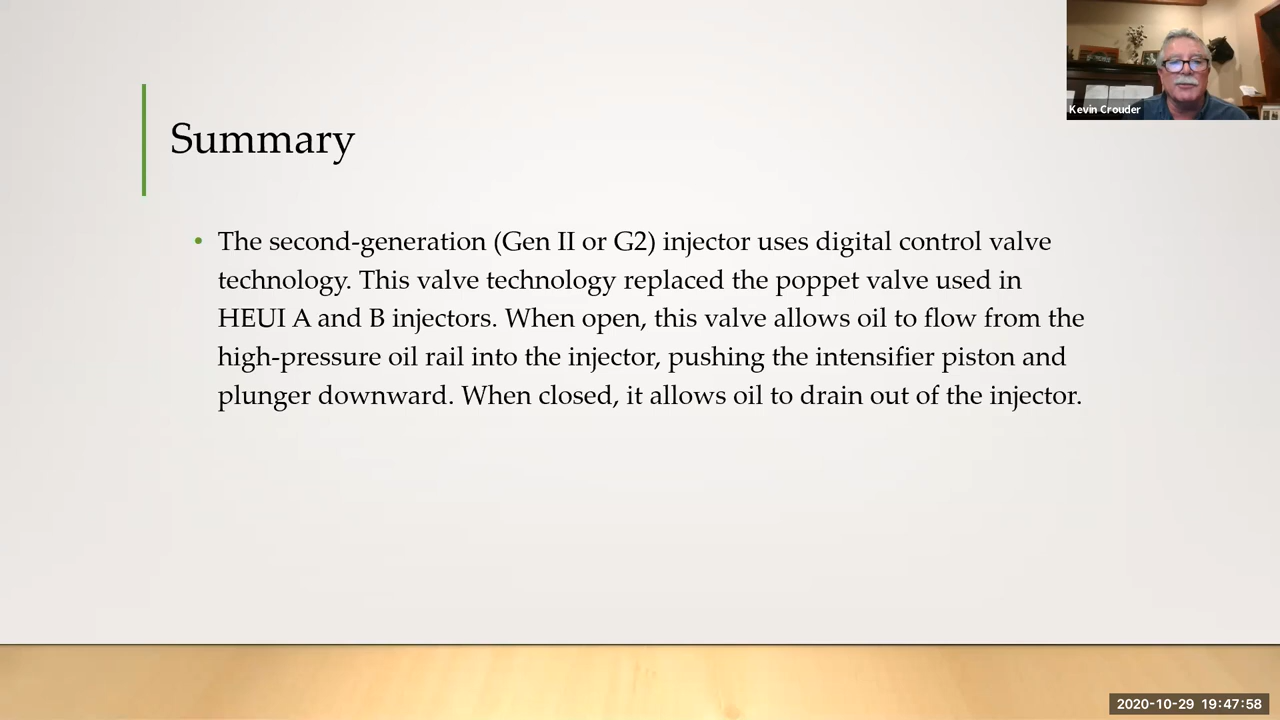 Kevin Crouder
Summary
• The second-generation (Gen II or G2) injector uses digital control valve
technology. This valve technology replaced the poppet valve used in
HEUI A and B injectors. When open, this valve allows oil to flow from the
high-pressure oil rail into the injector, pushing the intensifier piston and
plunger downward. When closed, it allows oil to drain out of the injector.
2020-10-29 19:47:58